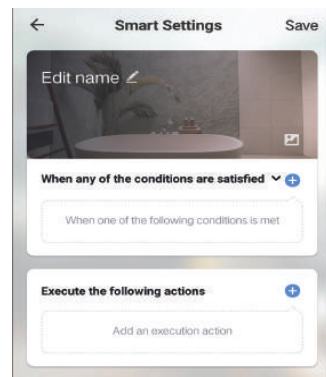 Smart Settings
Save
Edit name
When any of the conditions are satisfied
When one of the following conditions is met
Execute the following actions
Add an execution action